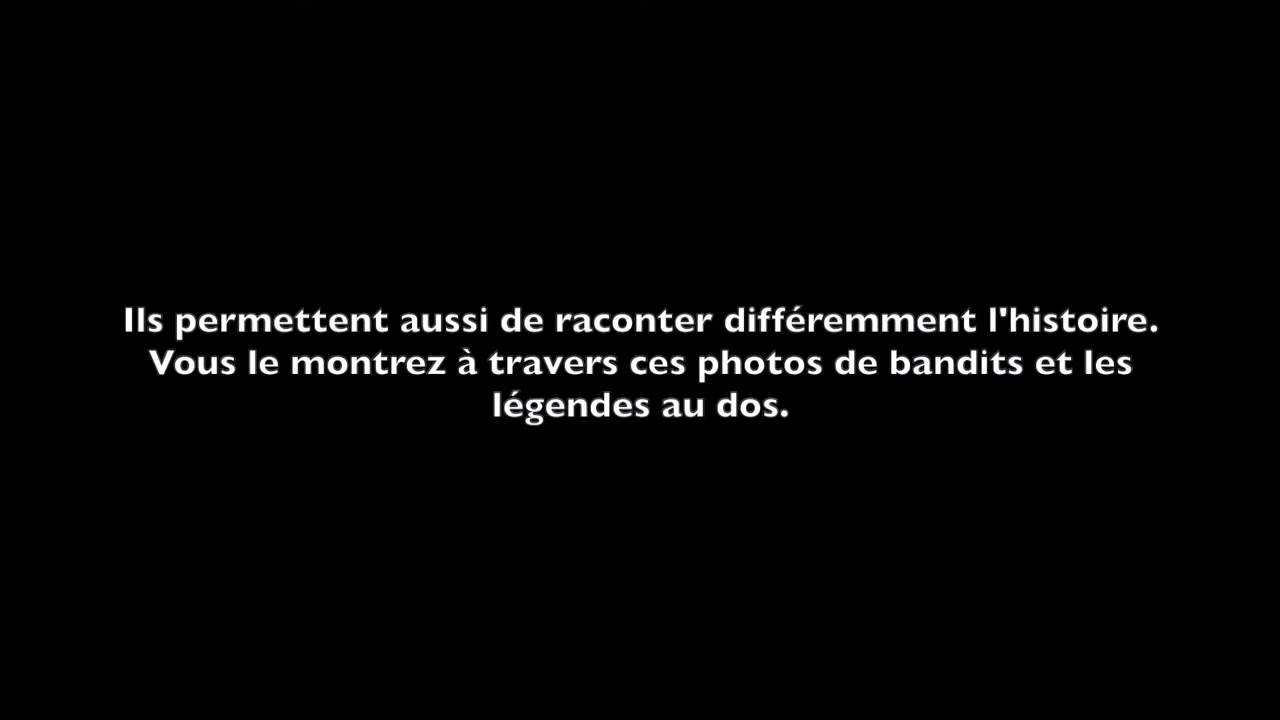 Ils permettent aussi de raconter différemment l'histoire.
Vous le montrez à travers ces photos de bandits et les
légendes au dos.